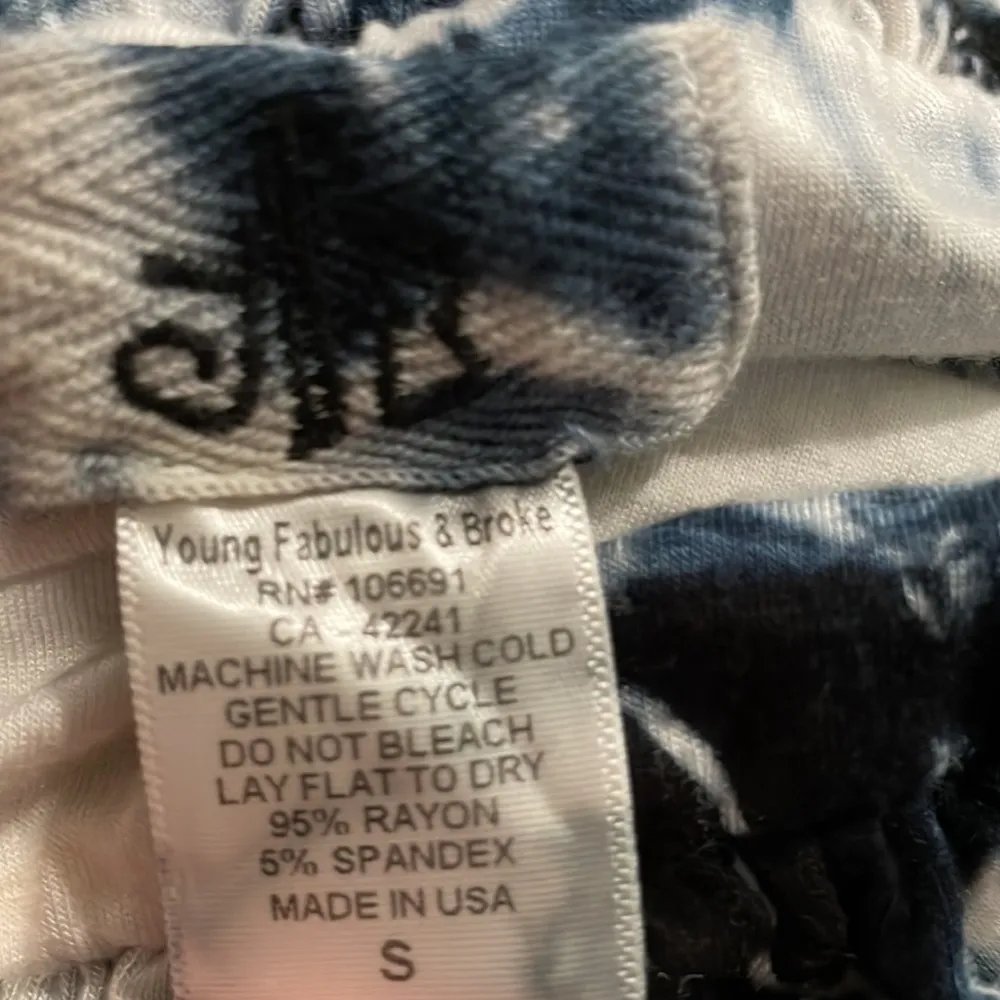 Young Fabulous & Broke
RN# 106691
CA - 42241
MACHINE WASH COLD
GENTLE CYCLE
DO NOT BLEACH
LAY FLAT TO DRY
95% RAYON
5% SPANDEX
MADE IN USA
S